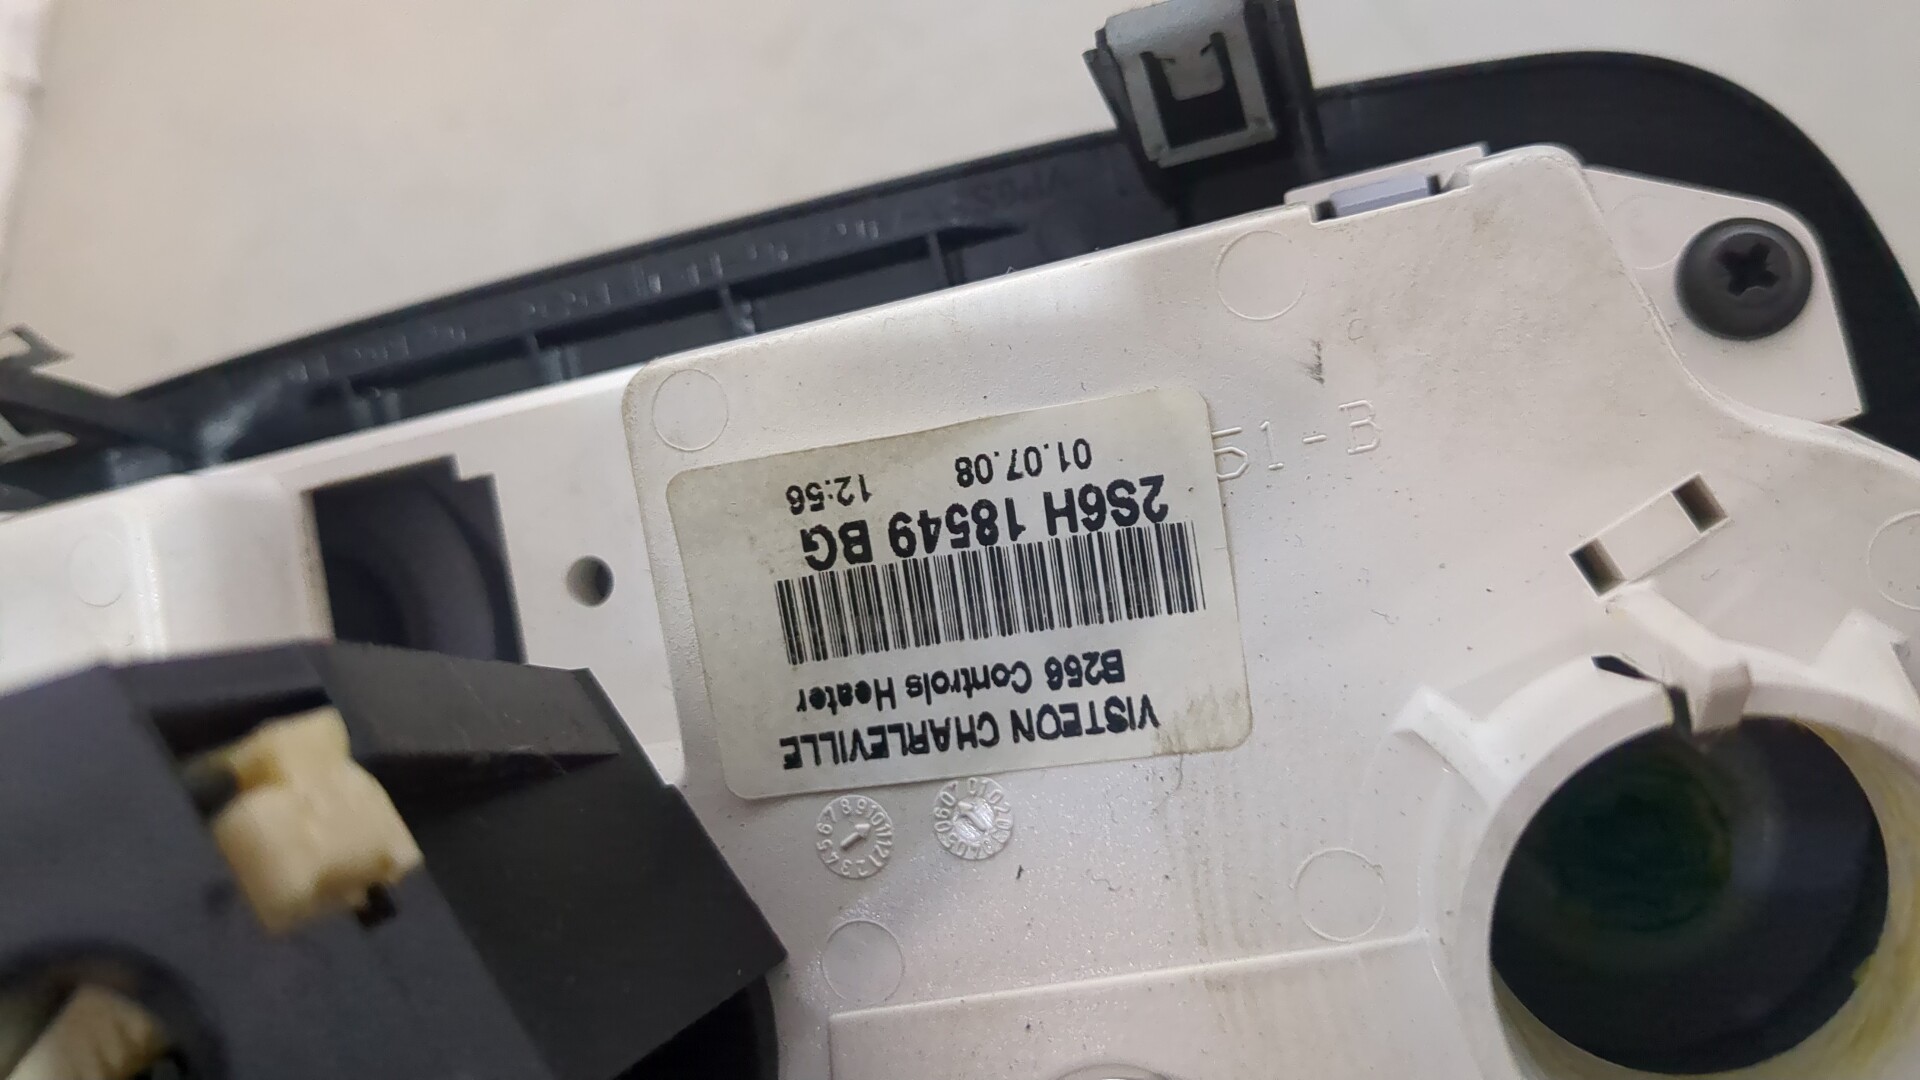 VISTEON CHARLEVILLE
B256 Controls Heater
2S6H 18549 BG
01.07.08 12:56
51-B